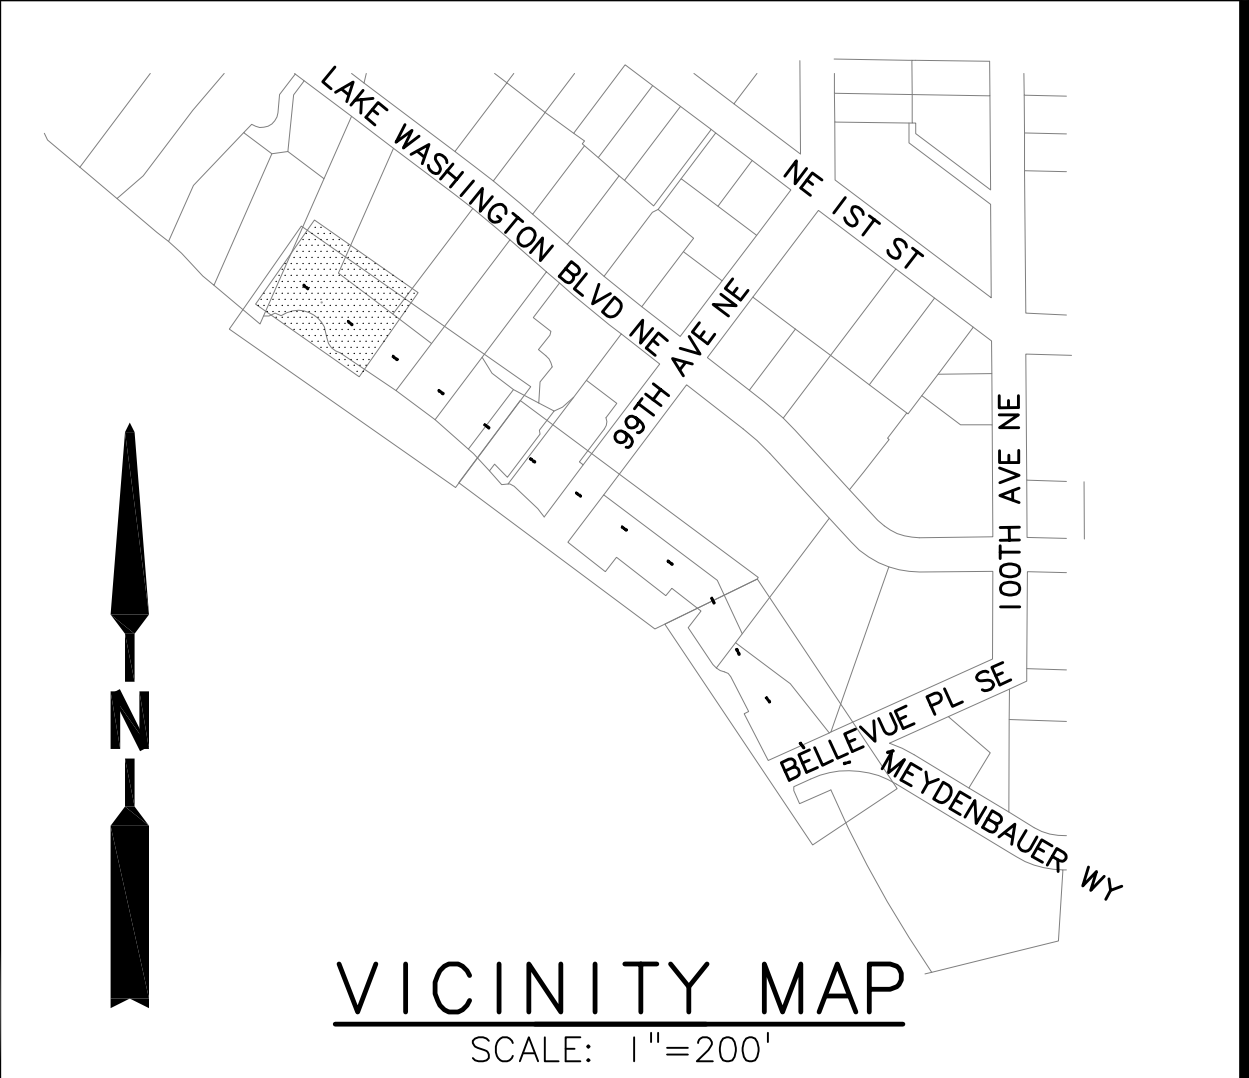 LAKE WASHINGTON BLVD NE
NE 1ST ST
99TH AVE NE
100TH AVE NE
BELLEVUE PL SE
MEYDENBAUER WY
N
VICINITY MAP
SCALE: 1"=200'